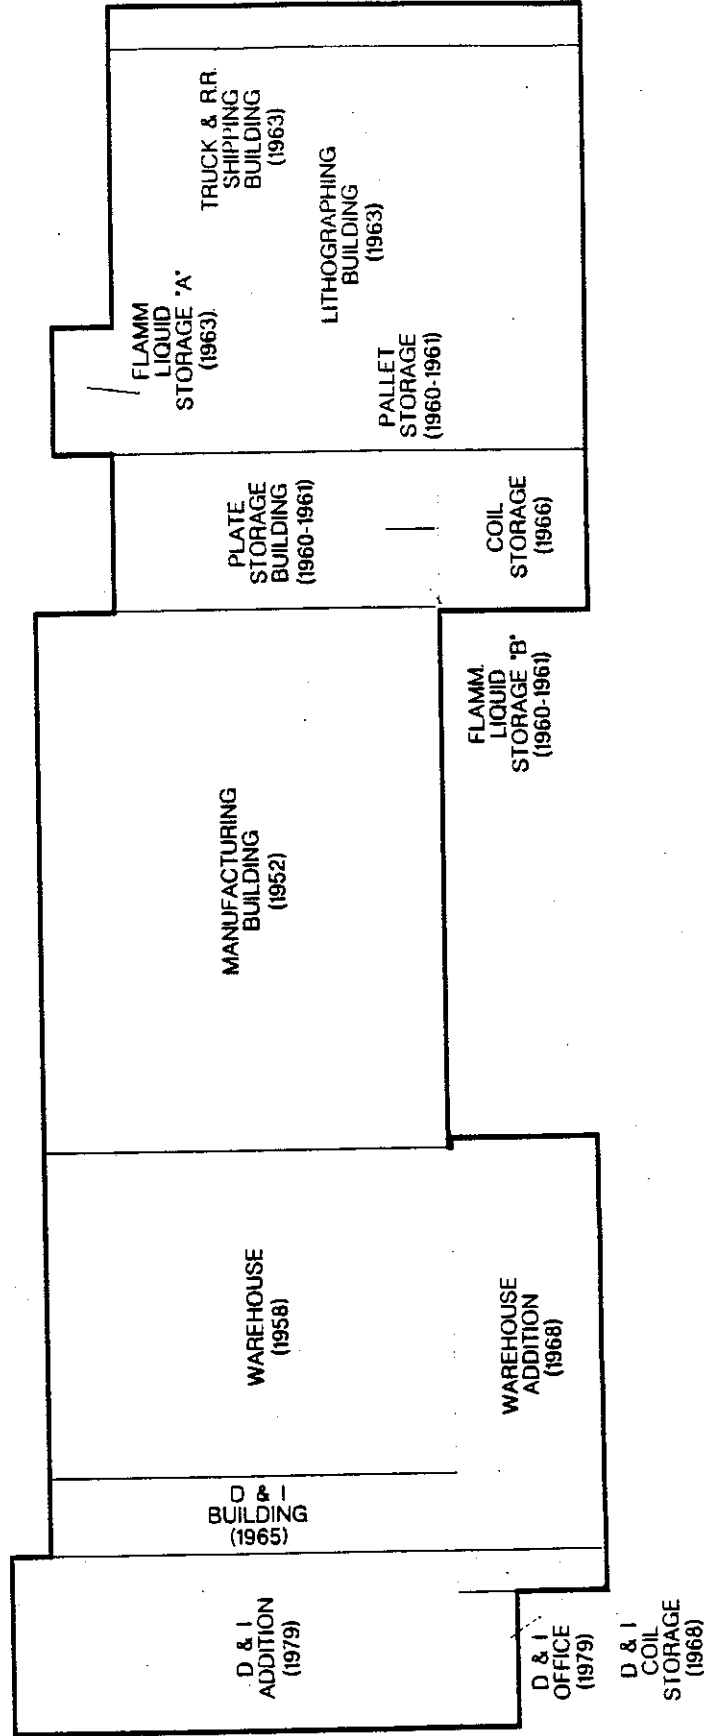 TRUCK & R.R.
SHIPPING
BUILDING
(1963)
FLAMM
LIQUID
STORAGE "A"
(1963).
LITHOGRAPHING
BUILDING
(1963)
PALLET
STORAGE
(1960-1961)
PLATE
STORAGE
BUILDING
(1960-1961)
COIL
STORAGE
(1966)
FLAMM.
LIQUID
STORAGE "B"
(1960-1961)
MANUFACTURING
BUILDING
(1952)
WAREHOUSE
(1958)
WAREHOUSE
ADDITION
(1968)
D & I
BUILDING
(1965)
D & I
ADDITION
(1979)
D & I
OFFICE
(1979)
D & I
COIL
STORAGE
(1968)